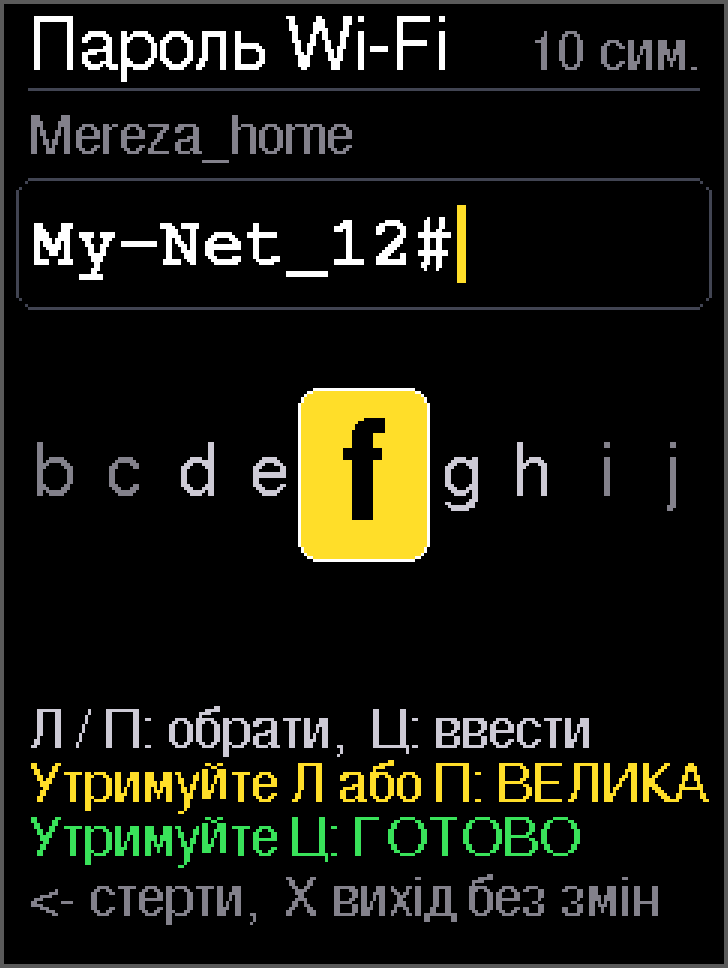 Пароль Wi-Fi 10 сим.
Mereza_home
My-Net_12#
b c d e f g h i j
Л / П: обрати, Ц: ввести
Утримуйте Л або П: ВЕЛИКА
Утримуйте Ц: ГОТОВО
<- стерти, X вихід без змін